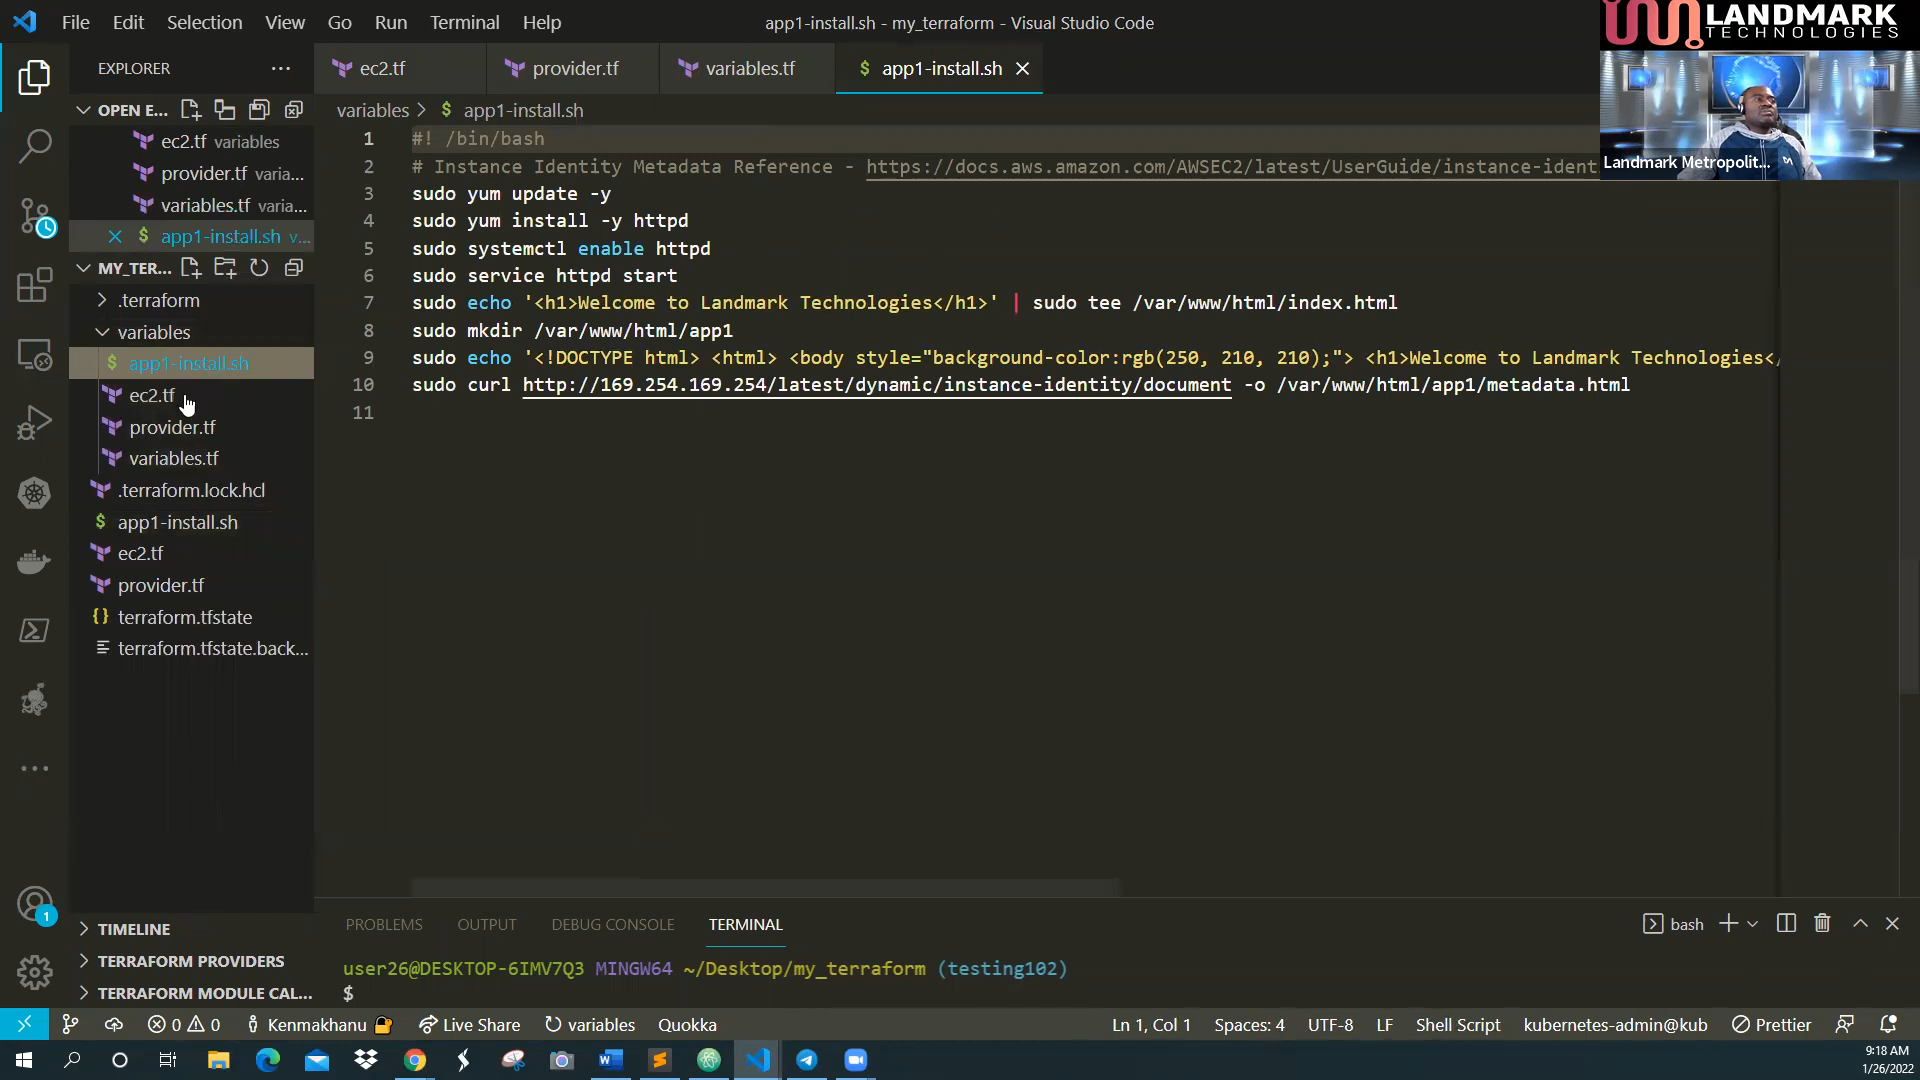 File Edit Selection View Go Run Terminal Help
app1-install.sh - my_terraform - Visual Studio Code
LANDMARK
TECHNOLOGIES
Landmark Metropolit...
EXPLORER
OPEN E...
ec2.tf variables
provider.tf varia...
variables.tf varia...
$ app1-install.sh v...
MY_TER...
.terraform
variables
$ app1-install.sh
ec2.tf
provider.tf
variables.tf
.terraform.lock.hcl
$ app1-install.sh
ec2.tf
provider.tf
{} terraform.tfstate
terraform.tfstate.back...
TIMELINE
TERRAFORM PROVIDERS
TERRAFORM MODULE CAL...
1
ec2.tf provider.tf variables.tf $ app1-install.sh
variables > $ app1-install.sh
1 #! /bin/bash
2 # Instance Identity Metadata Reference - https://docs.aws.amazon.com/AWSEC2/latest/UserGuide/instance-ident
3 sudo yum update -y
4 sudo yum install -y httpd
5 sudo systemctl enable httpd
6 sudo service httpd start
7 sudo echo '<h1>Welcome to Landmark Technologies</h1>' | sudo tee /var/www/html/index.html
8 sudo mkdir /var/www/html/app1
9 sudo echo '<!DOCTYPE html> <html> <body style="background-color:rgb(250, 210, 210);"> <h1>Welcome to Landmark Technologies</
10 sudo curl http://169.254.169.254/latest/dynamic/instance-identity/document -o /var/www/html/app1/metadata.html
11
PROBLEMS OUTPUT DEBUG CONSOLE TERMINAL
bash
user26@DESKTOP-6IMV7Q3 MINGW64 ~/Desktop/my_terraform (testing102)
$
0 0 Kenmakhanu Live Share variables Quokka
Ln 1, Col 1 Spaces: 4 UTF-8 LF Shell Script kubernetes-admin@kub Prettier
9:18 AM
1/26/2022